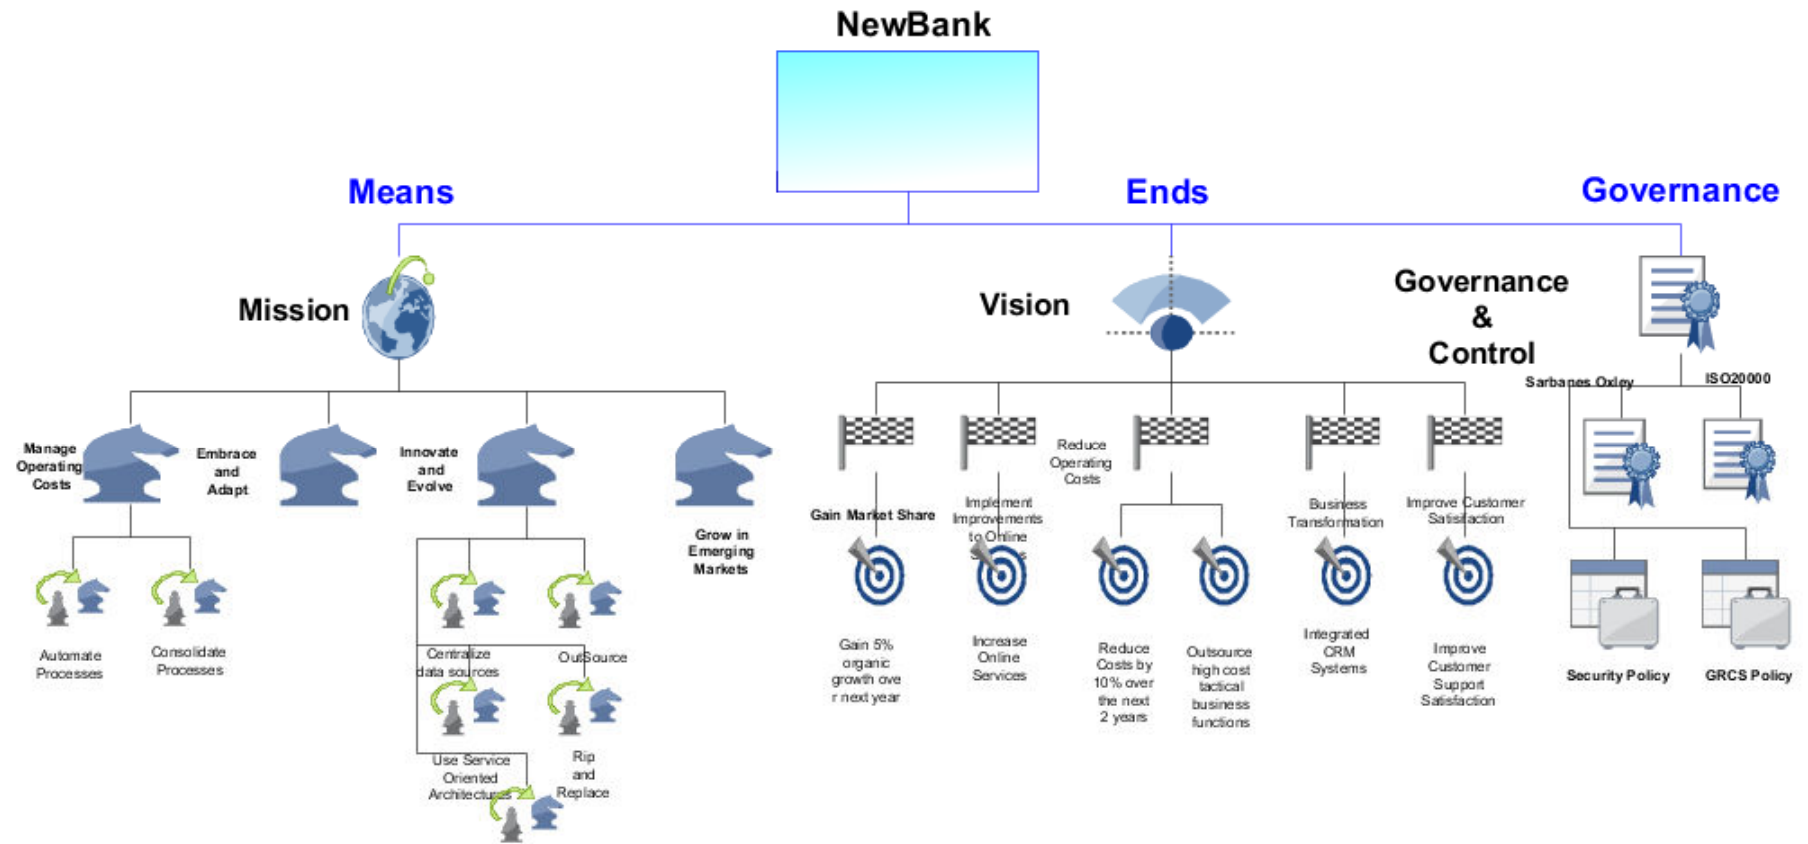 NewBank
Means
Ends
Governance
Mission
Vision
Governance
&
Control
Manage
Operating
Costs
Embrace
and
Adapt
Innovate
and
Evolve
Grow in
Emerging
Markets
Automate
Processes
Consolidate
Processes
Centralize
data sources
OutSource
Use Service
Oriented
Architectures
Rip
and
Replace
Gain Market Share
Implement
Improvements
to Online
Reduce
Operating
Costs
Business
Transformation
Improve Customer
Satisifaction
Gain 5%
organic
growth ove
r next year
Increase
Online
Services
Reduce
Costs by
10% over
the next
2 years
Outsource
high cost
tactical
business
functions
Integrated
CRM
Systems
Improve
Customer
Support
Satisfaction
Sarbanes Oxley
ISO20000
Security Policy
GRCS Policy